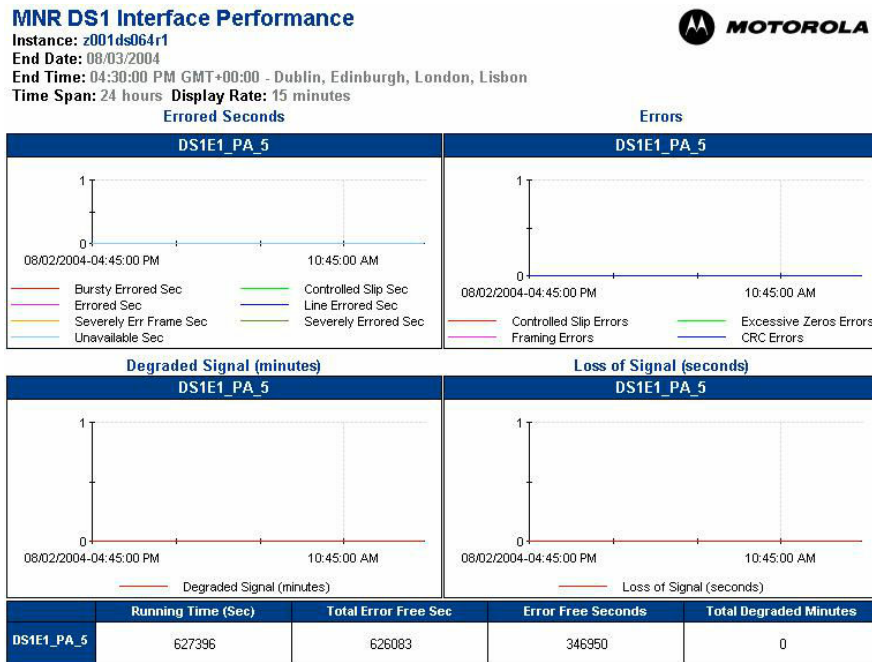 MNR DS1 Interface Performance
MOTOROLA
Instance: z001ds064r1
End Date: 08/03/2004
End Time: 04:30:00 PM GMT+00:00 - Dublin, Edinburgh, London, Lisbon
Time Span: 24 hours Display Rate: 15 minutes
Errored Seconds
DS1E1_PA_5
1
0
08/02/2004-04:45:00 PM 10:45:00 AM
Bursty Errored Sec Controlled Slip Sec
Errored Sec Line Errored Sec
Severely Err Frame Sec Severely Errored Sec
Unavailable Sec
Errors
DS1E1_PA_5
1
0
08/02/2004-04:45:00 PM 10:45:00 AM
Controlled Slip Errors Excessive Zeros Errors
Framing Errors CRC Errors
Degraded Signal (minutes)
DS1E1_PA_5
1
0
08/02/2004-04:45:00 PM 10:45:00 AM
Degraded Signal (minutes)
Loss of Signal (seconds)
DS1E1_PA_5
1
0
08/02/2004-04:45:00 PM 10:45:00 AM
Loss of Signal (seconds)
Running Time (Sec) Total Error Free Sec Error Free Seconds Total Degraded Minutes
DS1E1_PA_5 627396 626083 346950 0